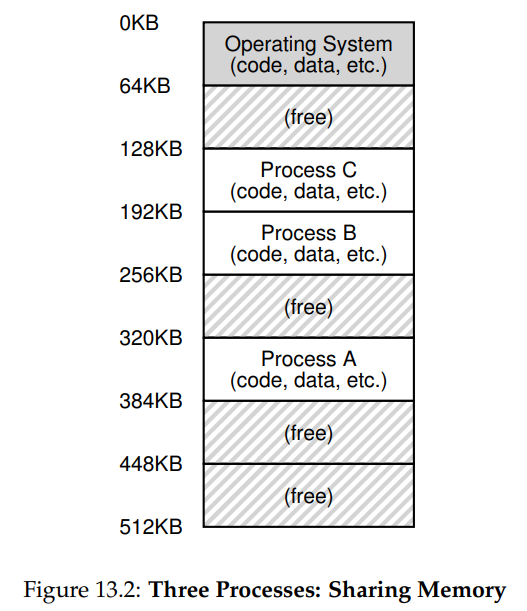 0KB
Operating System
(code, data, etc.)
64KB
(free)
128KB
Process C
(code, data, etc.)
192KB
Process B
(code, data, etc.)
256KB
(free)
320KB
Process A
(code, data, etc.)
384KB
(free)
448KB
(free)
512KB
Figure 13.2: Three Processes: Sharing Memory